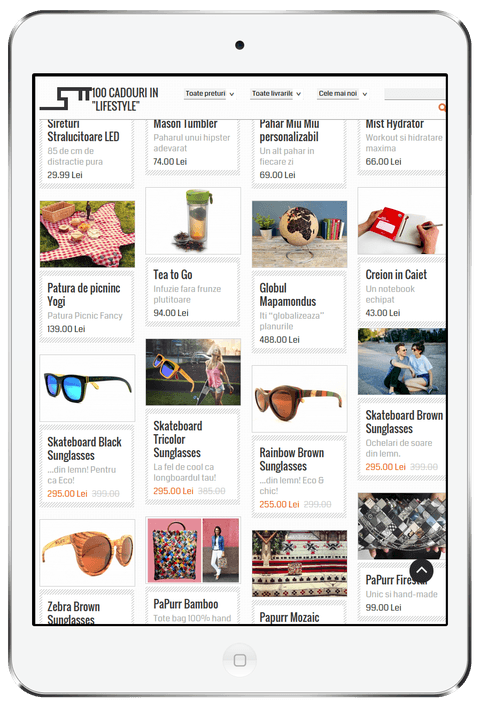 100 CADOURI IN
"LIFESTYLE"
Toate preturi
Toate livrarile
Cele mai noi
Sireturi
Stralucitoare LED
85 de cm de
distractie pura
29.99 Lei
Mason Tumbler
Paharul unui hipster
adevarat
74.00 Lei
Pahar Miu Miu
personalizabil
Un alt pahar in
fiecare zi
69.00 Lei
Mist Hydrator
Workout si hidratare
maxima
66.00 Lei
Patura de picninc
Yogi
Patura Picnic Fancy
139.00 Lei
Tea to Go
Infuzie fara frunze
plutitoare
94.00 Lei
Glubul
Mapamondus
Iti "globalizeaza"
planurile
488.00 Lei
Creion in Caiet
Un notebook
echipat
43.00 Lei
Skateboard Black
Sunglasses
...din lemn! Pentru
ca Eco!
295.00 Lei 399.00
Skateboard
Tricolor
Sunglasses
La fel de cool ca
longboardul tau!
295.00 Lei 385.00
Rainbow Brown
Sunglasses
...din lemn! Eco &
chic!
255.00 Lei 299.00
Skateboard Brown
Sunglasses
Ochelari de soare
din lemn.
295.00 Lei 399.00
Zebra Brown
Sunglasses
PaPurr Bamboo
Tote bag 100% hand
Papurr Mozaic
PaPurr
Unic si hand-made
99.00 Lei